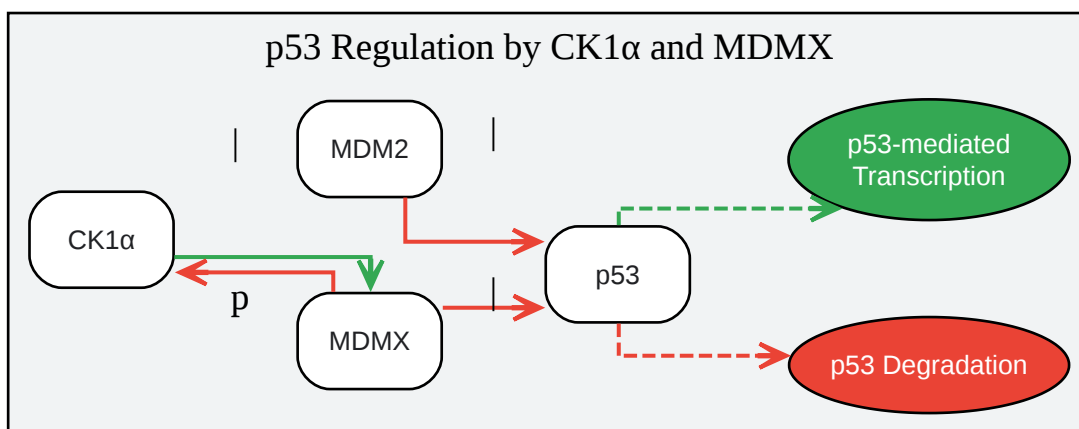 p53 Regulation by CK1α and MDMX
|
MDM2
|
p53-mediated
Transcription
CK1α
p53
p
|
MDMX
p53 Degradation